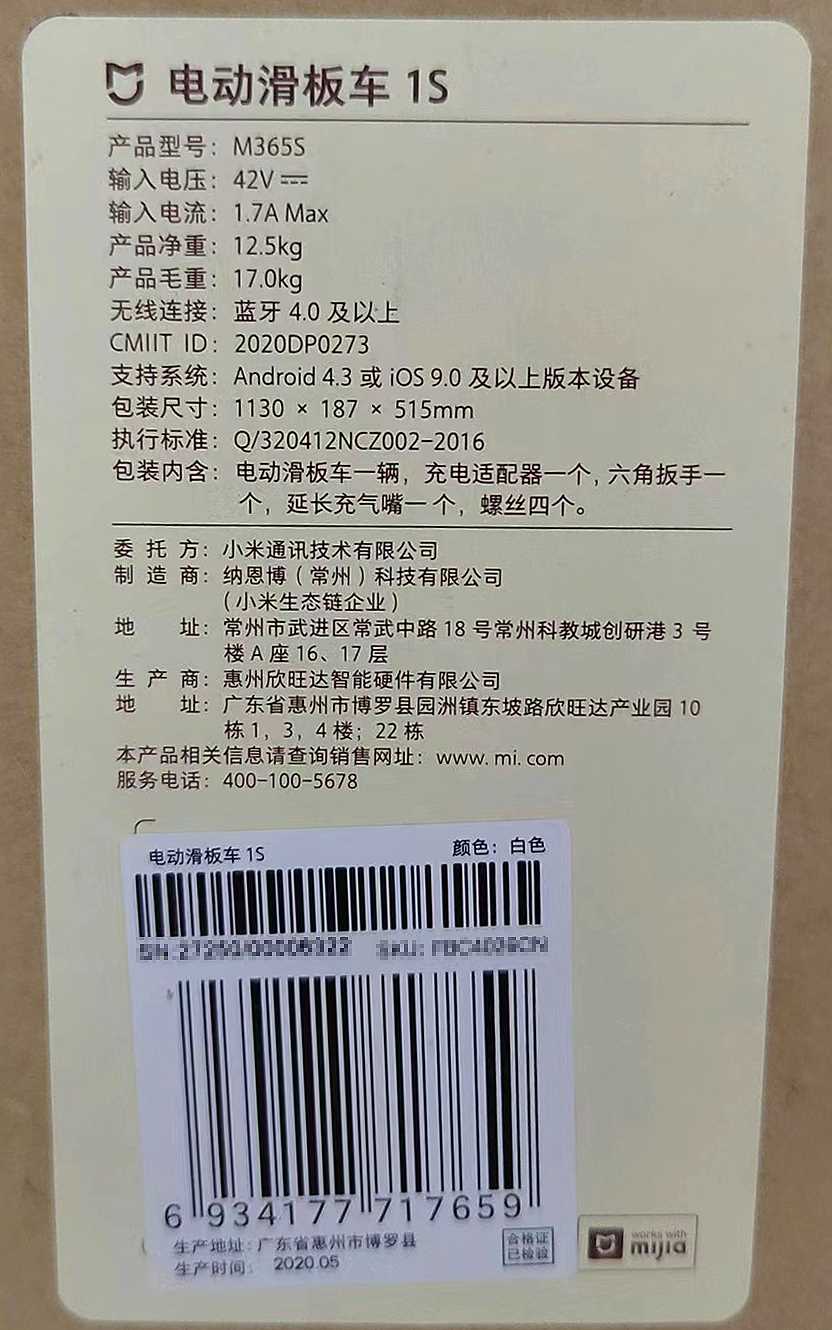 电动滑板车 1S
产品型号：M365S
输入电压：42V
输入电流：1.7A Max
产品净重：12.5kg
产品毛重：17.0kg
无线连接：蓝牙 4.0 及以上
CMIIT ID：2020DP0273
支持系统：Android 4.3 或 iOS 9.0 及以上版本设备
包装尺寸：1130 × 187 × 515mm
执行标准：Q/320412NCZ002-2016
包装内含：电动滑板车一辆，充电适配器一个，六角扳手一
个，延长充气嘴一个，螺丝四个。
委 托 方：小米通讯技术有限公司
制 造 商：纳恩博（常州）科技有限公司
（小米生态链企业）
地 址：常州市武进区常武中路 18 号常州科教城创研港 3 号
楼 A 座 16、17 层
生 产 商：惠州欣旺达智能硬件有限公司
地 址：广东省惠州市博罗县园洲镇东坡路欣旺达产业园 10
栋 1，3，4 楼；22 栋
本产品相关信息请查询销售网址：www.mi.com
服务电话：400-100-5678
电动滑板车 1S 颜色：白色
6 934177 717659
生产地址：广东省惠州市博罗县
生产时间：2020.05
合格证
已检验
works with
mijia